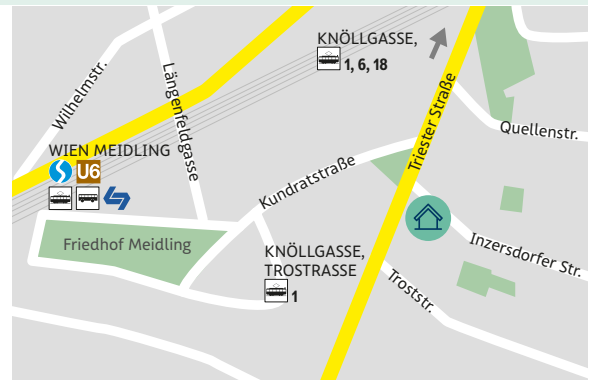 KNÖLLGASSE,
1, 6, 18
Wilhelmstr.
Längenfeldgasse
Triester Straße
Quellenstr.
WIEN MEIDLING
U6
Kundratstraße
Friedhof Meidling
KNÖLLGASSE,
TROSTRASSE
1
Inzersdorfer Str.
Troststr.